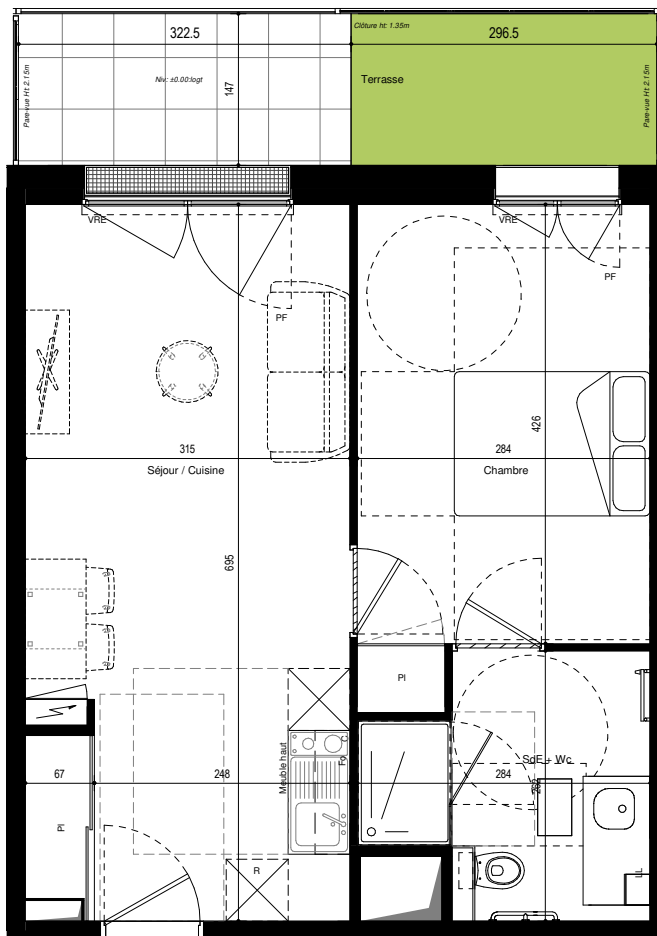 Clôture ht: 1.35m
322.5
296.5
Pare-vue Ht: 2.15m
Niv: ±0.00:logt
147
Terrasse
Pare-vue Ht: 2.15m
VRE
VRE
PF
PF
315
Séjour / Cuisine
426
284
Chambre
695
Pl
67
248
Meuble haut
Fo
C
284
SdE + Wc
Pl
R
LL